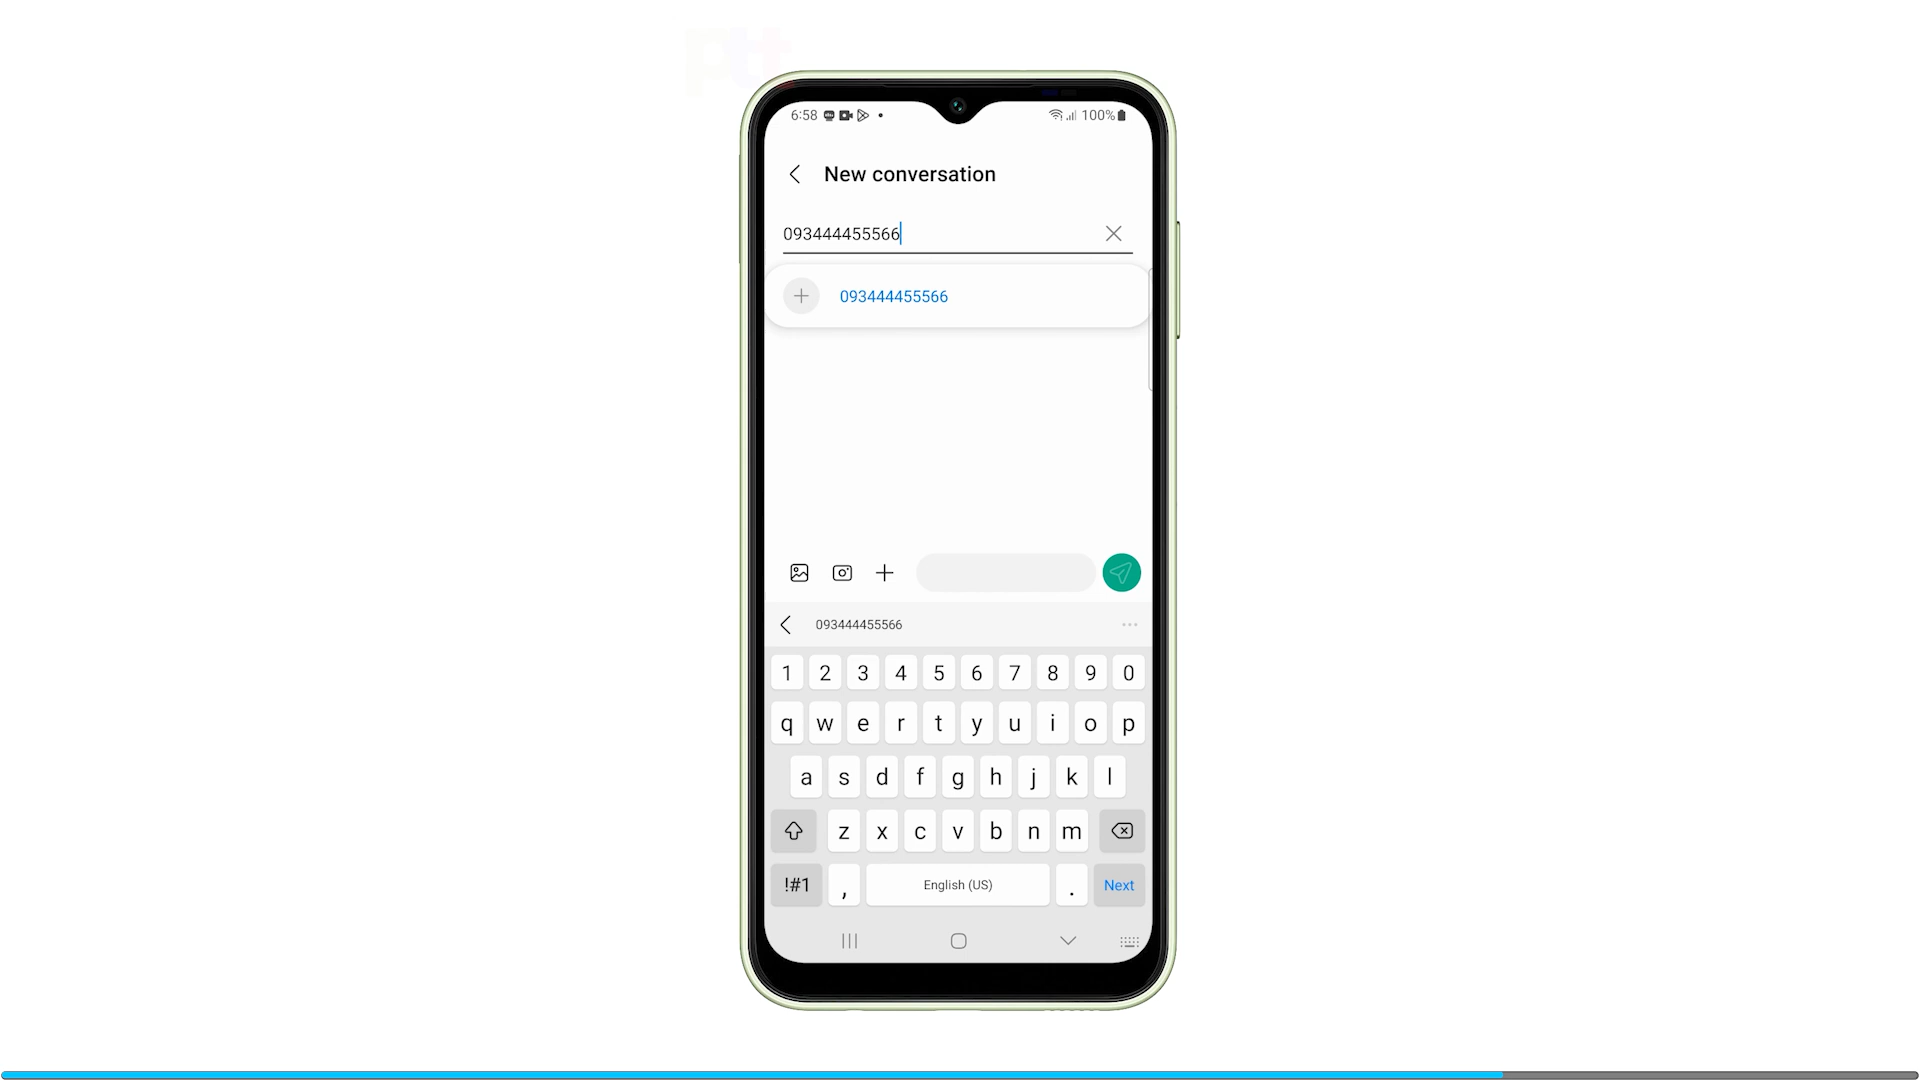 6:58 100%
New conversation
093444455566
093444455566
093444455566
1 2 3 4 5 6 7 8 9 0
q w e r t y u i o p
a s d f g h j k l
z x c v b n m
!#1 , English (US) . Next